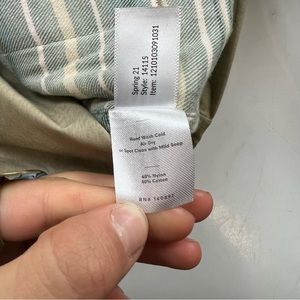 Spring 21
Style: 14115
Item: 1210103091031
Hand Wash Cold
Air Dry
or Spot Clean with Mild Soap
60% Nylon
40% Cotton